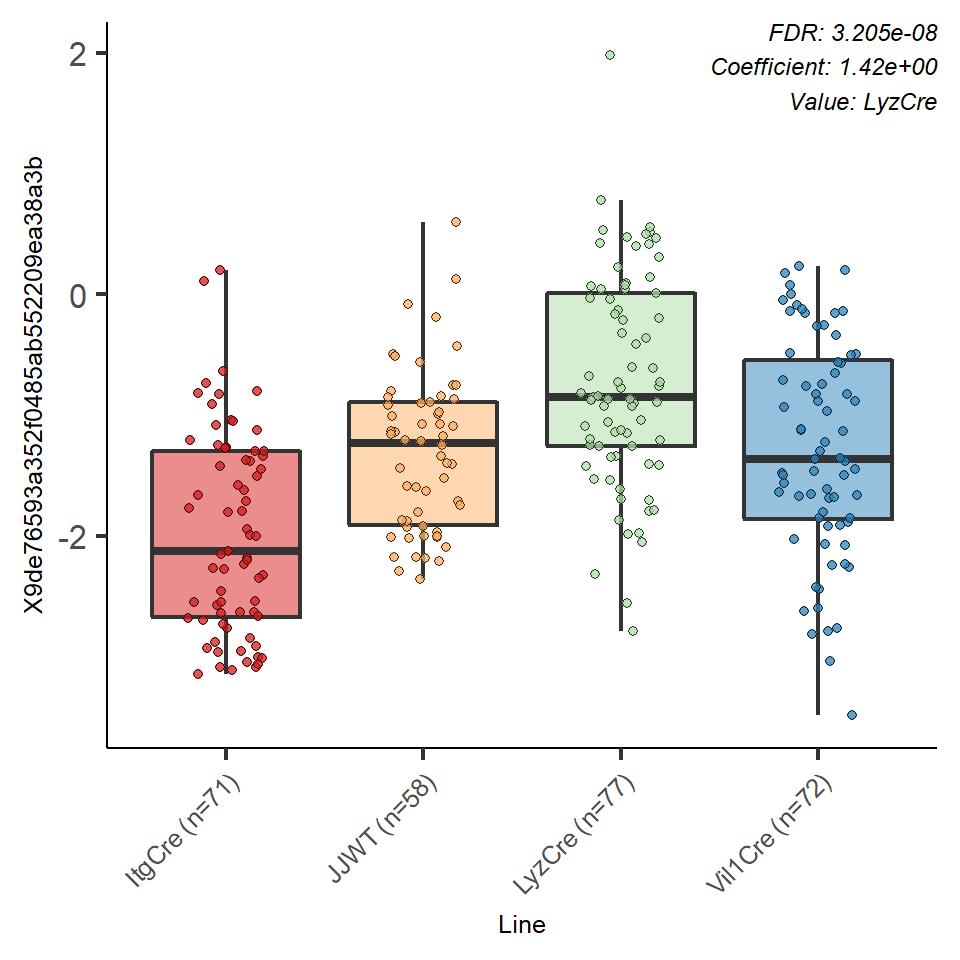 FDR: 3.205e-08
Coefficient: 1.42e+00
Value: LyzCre
X9de76593a352f0485ab552209ea38a3b
2
0
-2
ItgCre (n=71)
JJWT (n=58)
LyzCre (n=77)
Vil1Cre (n=72)
Line